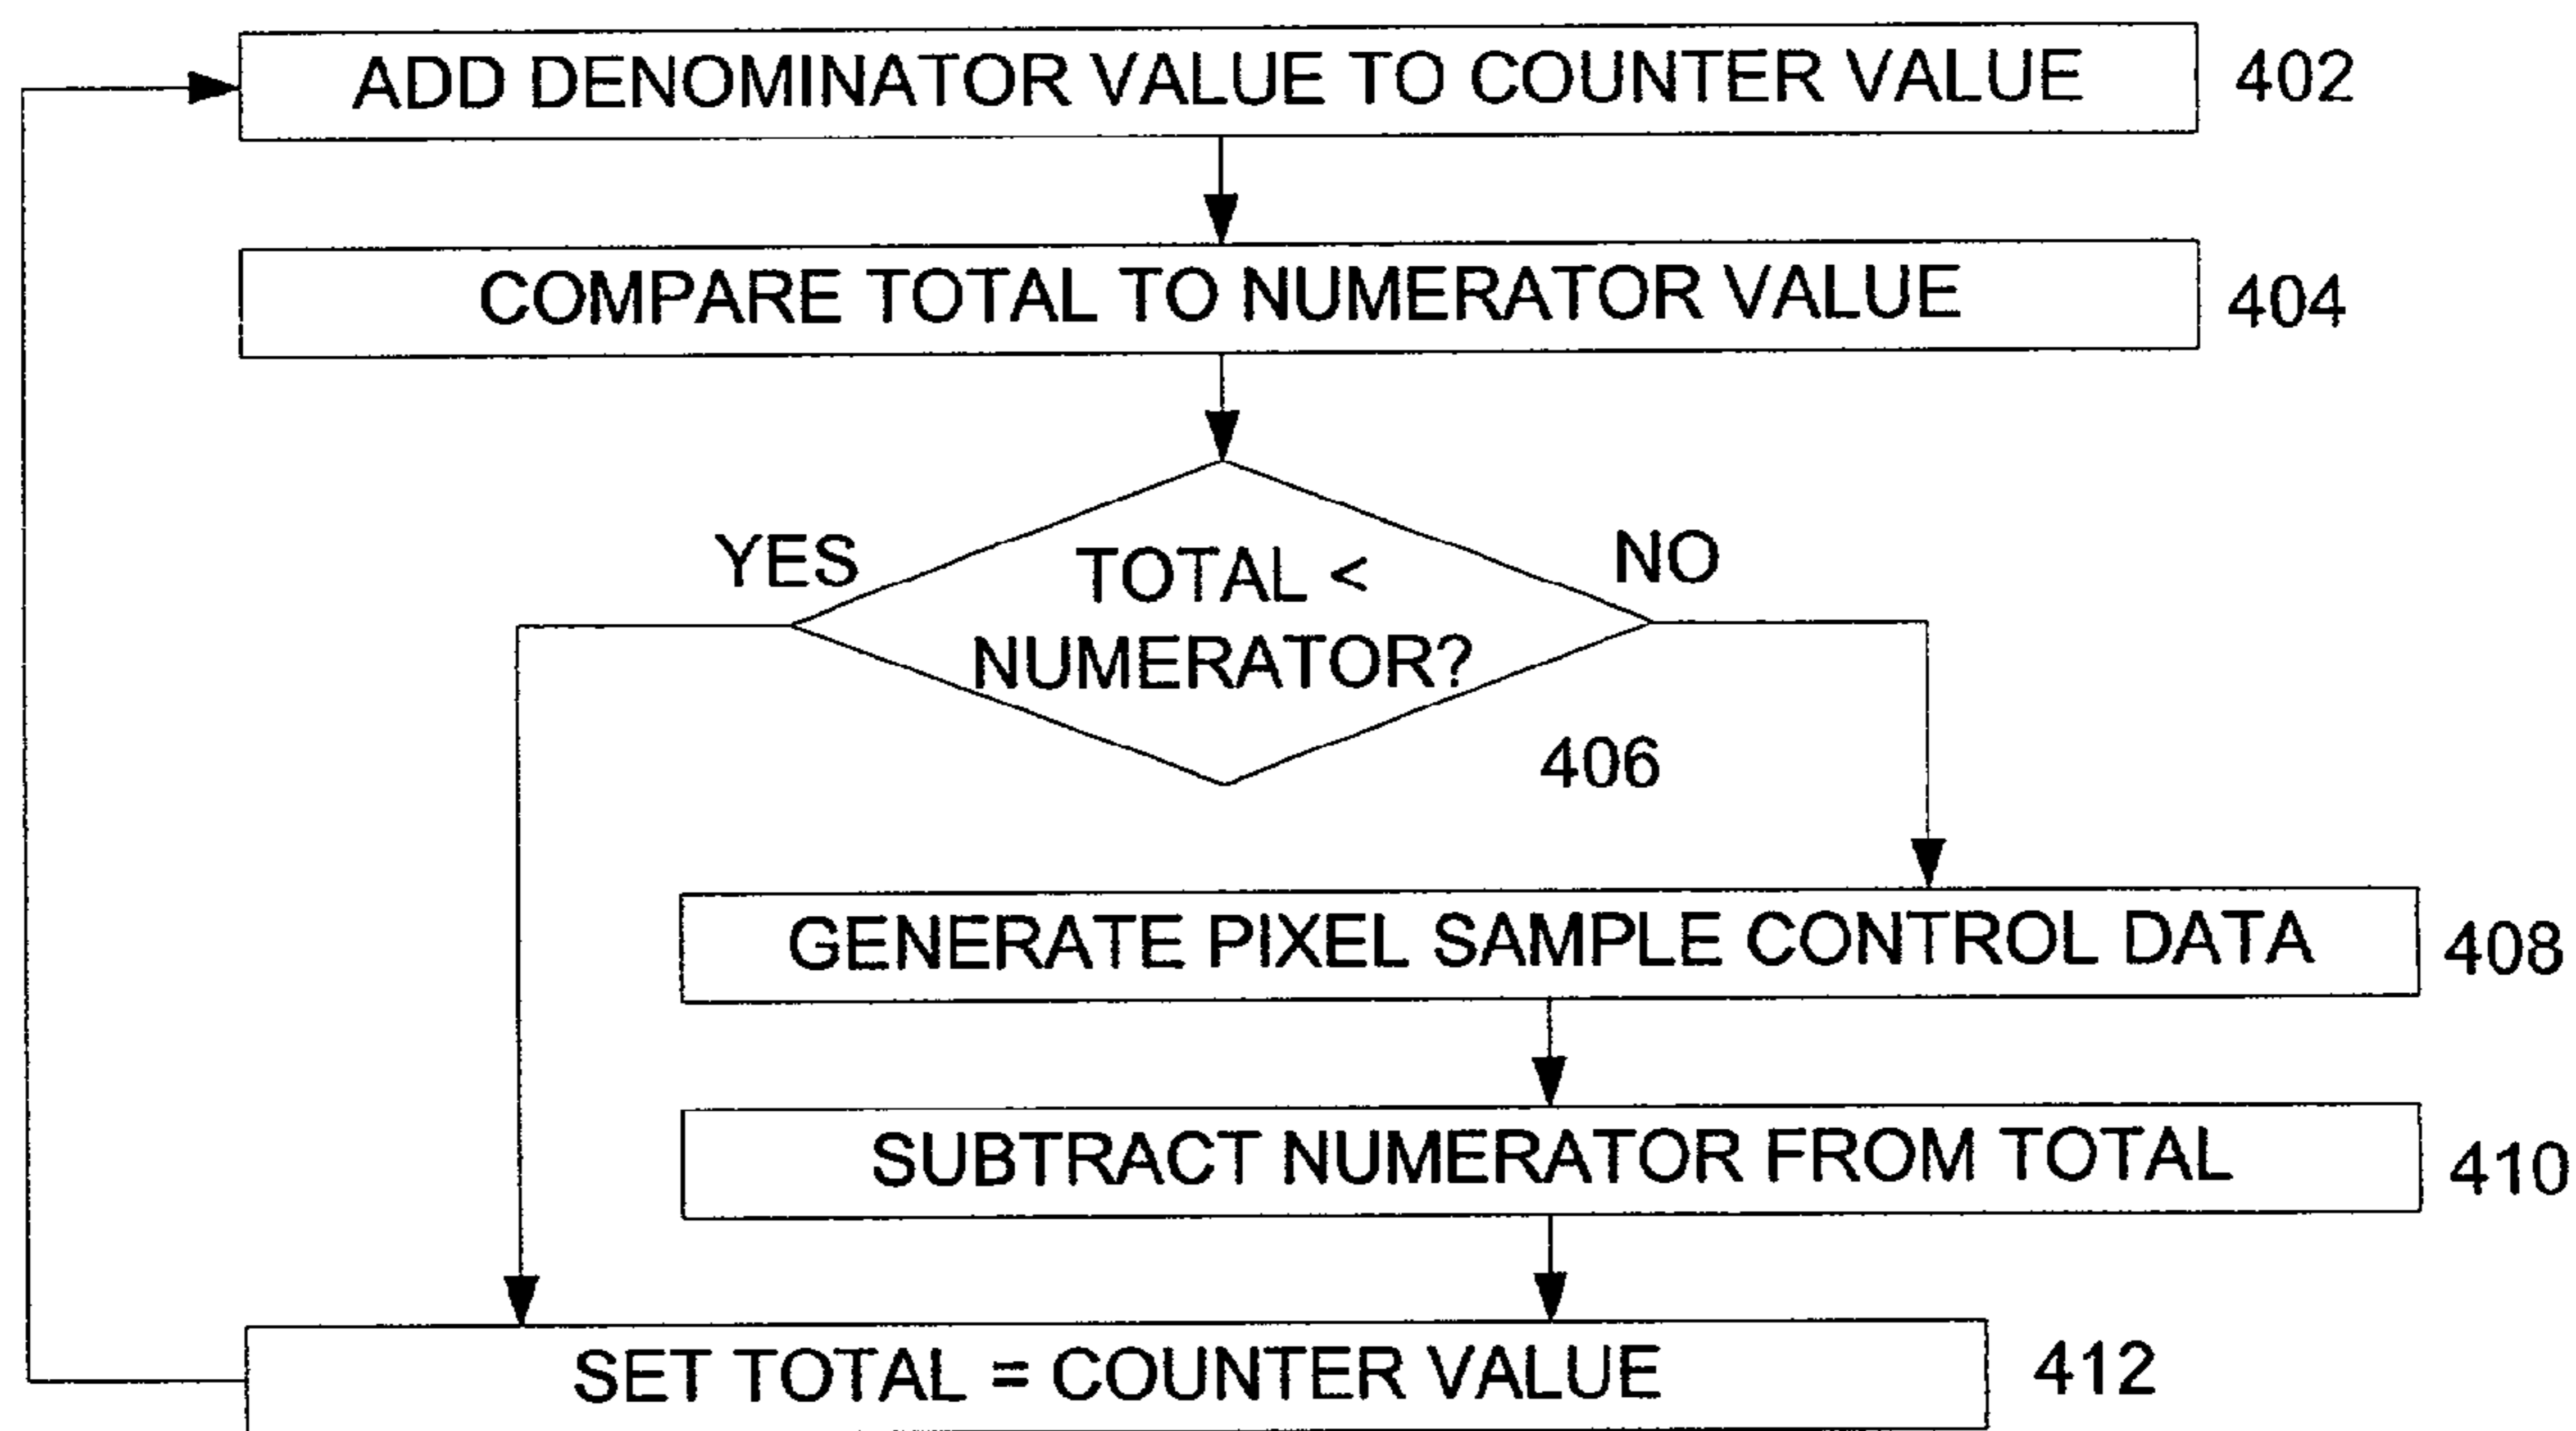 ADD DENOMINATOR VALUE TO COUNTER VALUE 402
COMPARE TOTAL TO NUMERATOR VALUE 404
YES
NO
TOTAL <
NUMERATOR?
406
GENERATE PIXEL SAMPLE CONTROL DATA 408
SUBTRACT NUMERATOR FROM TOTAL 410
SET TOTAL = COUNTER VALUE 412